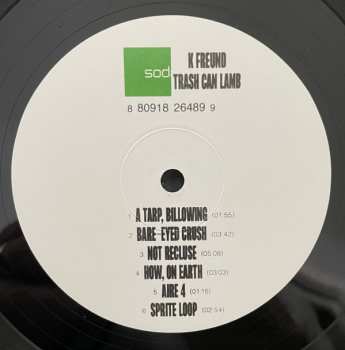 K FREUND
sod TRASH CAN LAMB
8 80918 26489 9
1 A TARP, BILLOWING (01:55)
2 BARE-EYED CRUSH (03:42)
3 NOT RECLUSE (05:08)
4 HOW, ON EARTH (03:03)
5 AIRE 4 (01:16)
6 SPRITE LOOP (02:54)